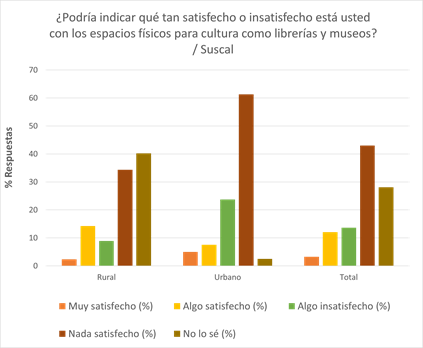 ¿Podría indicar qué tan satisfecho o insatisfecho está usted
con los espacios físicos para cultura como librerías y museos?
/ Suscal
% Respuestas
70
60
50
40
30
20
10
0
Rural Urbano Total
Muy satisfecho (%) Algo satisfecho (%) Algo insatisfecho (%)
Nada satisfecho (%) No lo sé (%)